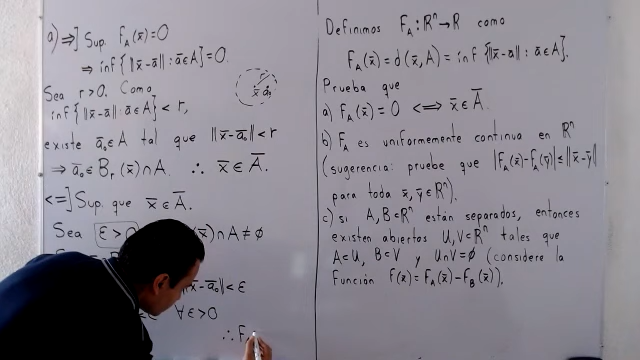 a) ⇒] Sup. F_A(x̄)=0
⇒ inf {‖x̄-ā‖ : ā∈A}=0.
Sea r>0. Como
inf{‖x̄-ā‖ : ā∈A} < r,
existe ā₀∈A tal que ‖x̄-ā₀‖<r
⇒ ā₀∈B_r(x̄)∩A. ∴ x̄∈A̅.
<=] Sup. que x̄∈A̅.
Sea ε>0 (x̄)∩A≠∅
‖x̄-ā₀‖<ε
∀ε>0
∴ F
r
x̄ ā₀
Definimos F_A : ℝⁿ→ℝ como
F_A(x̄) = d(x̄,A) = inf {‖x̄-ā‖ : ā∈A}.
Prueba que
a) F_A(x̄)=0 <=> x̄∈A̅.
b) F_A es uniformemente continua en ℝⁿ
(sugerencia: pruebe que |F_A(x̄)-F_A(ȳ)|≤‖x̄-ȳ‖
para toda x̄,ȳ∈ℝⁿ).
c) si A,B⊂ℝⁿ están separados, entonces
existen abiertos U,V⊂ℝⁿ tales que
A⊂U, B⊂V y U∩V=∅ (considere la
Función f(x̄)=F_A(x̄)-F_B(x̄)).